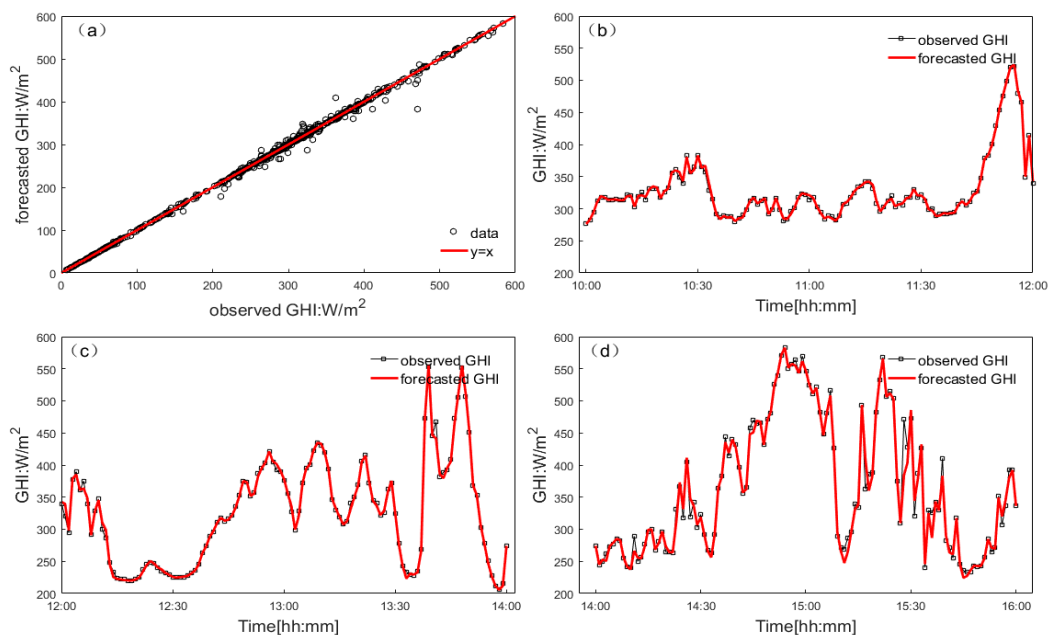 （a）
600
500
400
300
200
100
0
forecasted GHI:W/m²
data
y=x
0 100 200 300 400 500 600
observed GHI:W/m²
（b）
observed GHI
forecasted GHI
600
550
500
450
400
350
300
250
200
GHI:W/m²
10:00 10:30 11:00 11:30 12:00
Time[hh:mm]
（c）
observed GHI
forecasted GHI
600
550
500
450
400
350
300
250
200
GHI:W/m²
12:00 12:30 13:00 13:30 14:00
Time[hh:mm]
（d）
observed GHI
forecasted GHI
600
550
500
450
400
350
300
250
200
GHI:W/m²
14:00 14:30 15:00 15:30 16:00
Time[hh:mm]